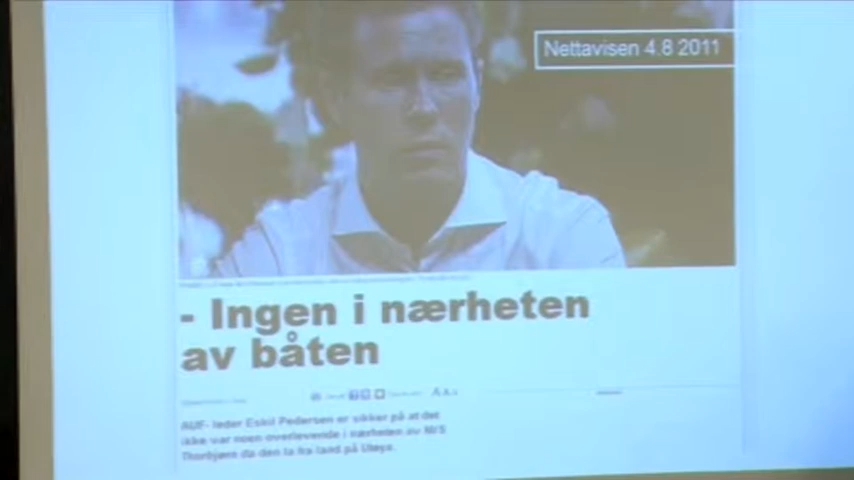 Nettavisen 4.8 2011
- Ingen i nærheten
av båten
AUF- leder Eskil Pedersen er sikker på at det
ikke var noen overlevende i nærheten av M/S
Thorbjørn da den la fra land på Utøya.